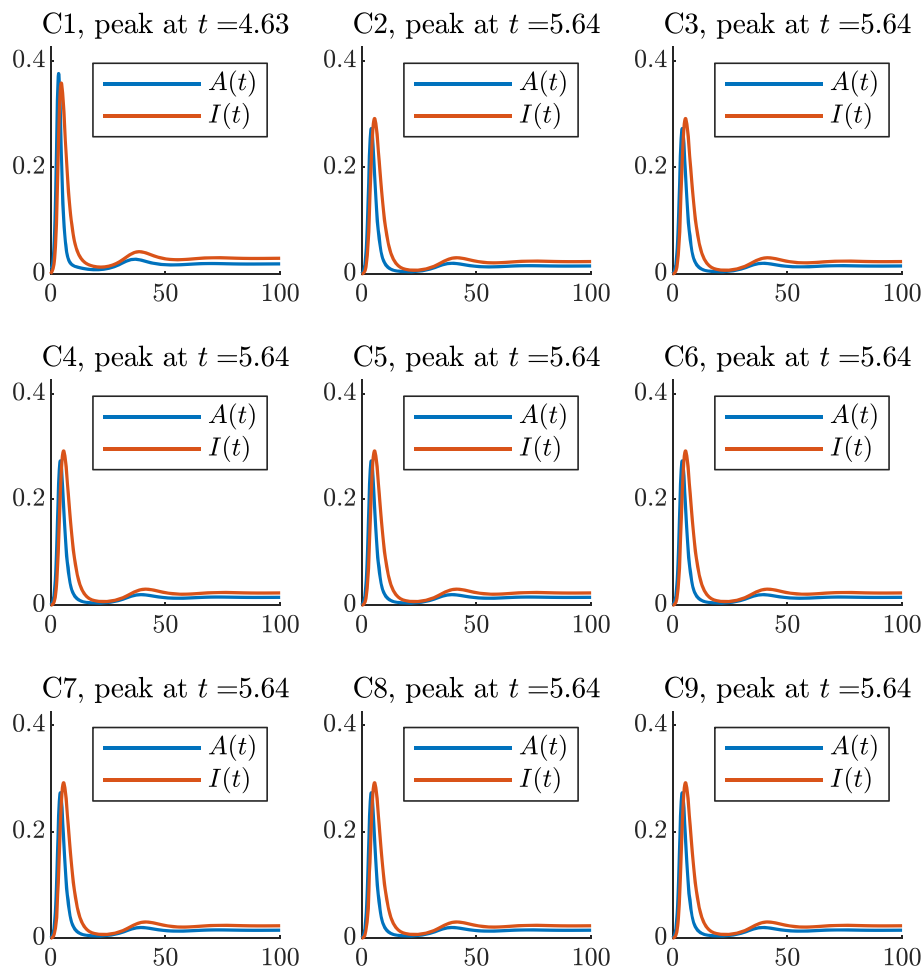 C1, peak at t =4.63
C2, peak at t =5.64
C3, peak at t =5.64
0.4
A(t)
I(t)
0.2
0
0
50
100
0.4
A(t)
I(t)
0.2
0
0
50
100
0.4
A(t)
I(t)
0.2
0
0
50
100
C4, peak at t =5.64
C5, peak at t =5.64
C6, peak at t =5.64
0.4
A(t)
I(t)
0.2
0
0
50
100
0.4
A(t)
I(t)
0.2
0
0
50
100
0.4
A(t)
I(t)
0.2
0
0
50
100
C7, peak at t =5.64
C8, peak at t =5.64
C9, peak at t =5.64
0.4
A(t)
I(t)
0.2
0
0
50
100
0.4
A(t)
I(t)
0.2
0
0
50
100
0.4
A(t)
I(t)
0.2
0
0
50
100